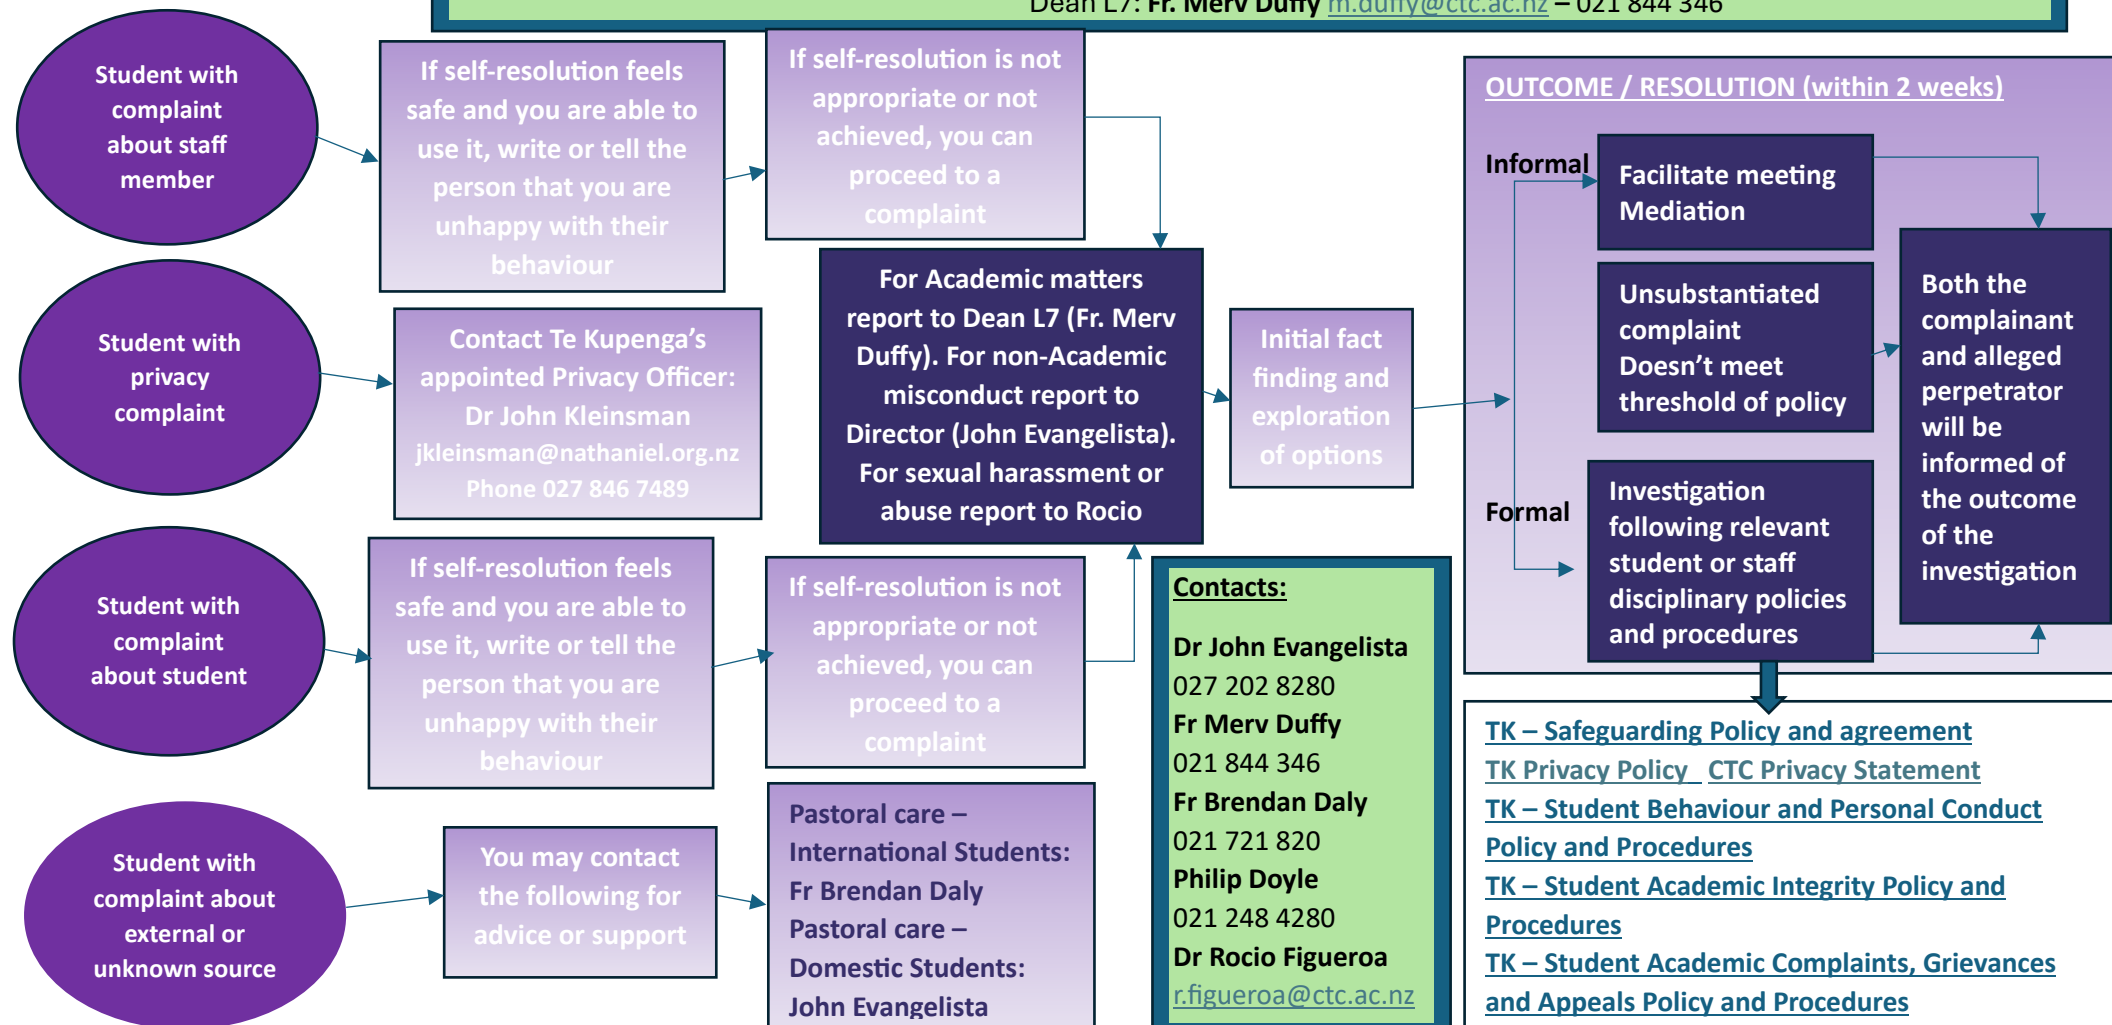 Dean L7: Fr. Merv Duffy m.duffy@ctc.ac.nz – 021 844 346
Student with
complaint
about staff
member
If self-resolution feels
safe and you are able to
use it, write or tell the
person that you are
unhappy with their
behaviour
If self-resolution is not
appropriate or not
achieved, you can
proceed to a
complaint
Student with
privacy
complaint
Contact Te Kupenga’s
appointed Privacy Officer:
Dr John Kleinsman
jkleinsman@nathaniel.org.nz
Phone 027 846 7489
For Academic matters
report to Dean L7 (Fr. Merv
Duffy). For non-Academic
misconduct report to
Director (John Evangelista).
For sexual harassment or
abuse report to Rocio
Initial fact
finding and
exploration
of options
OUTCOME / RESOLUTION (within 2 weeks)
Informal
Facilitate meeting
Mediation
Unsubstantiated
complaint
Doesn’t meet
threshold of policy
Formal
Investigation
following relevant
student or staff
disciplinary policies
and procedures
Both the
complainant
and alleged
perpetrator
will be
informed of
the outcome
of the
investigation
Student with
complaint
about student
If self-resolution feels
safe and you are able to
use it, write or tell the
person that you are
unhappy with their
behaviour
If self-resolution is not
appropriate or not
achieved, you can
proceed to a
complaint
Student with
complaint about
external or
unknown source
You may contact
the following for
advice or support
Pastoral care –
International Students:
Fr Brendan Daly
Pastoral care –
Domestic Students:
John Evangelista
Contacts:
Dr John Evangelista
027 202 8280
Fr Merv Duffy
021 844 346
Fr Brendan Daly
021 721 820
Philip Doyle
021 248 4280
Dr Rocio Figueroa
r.figueroa@ctc.ac.nz
TK – Safeguarding Policy and agreement
TK Privacy Policy CTC Privacy Statement
TK – Student Behaviour and Personal Conduct
Policy and Procedures
TK – Student Academic Integrity Policy and
Procedures
TK – Student Academic Complaints, Grievances
and Appeals Policy and Procedures